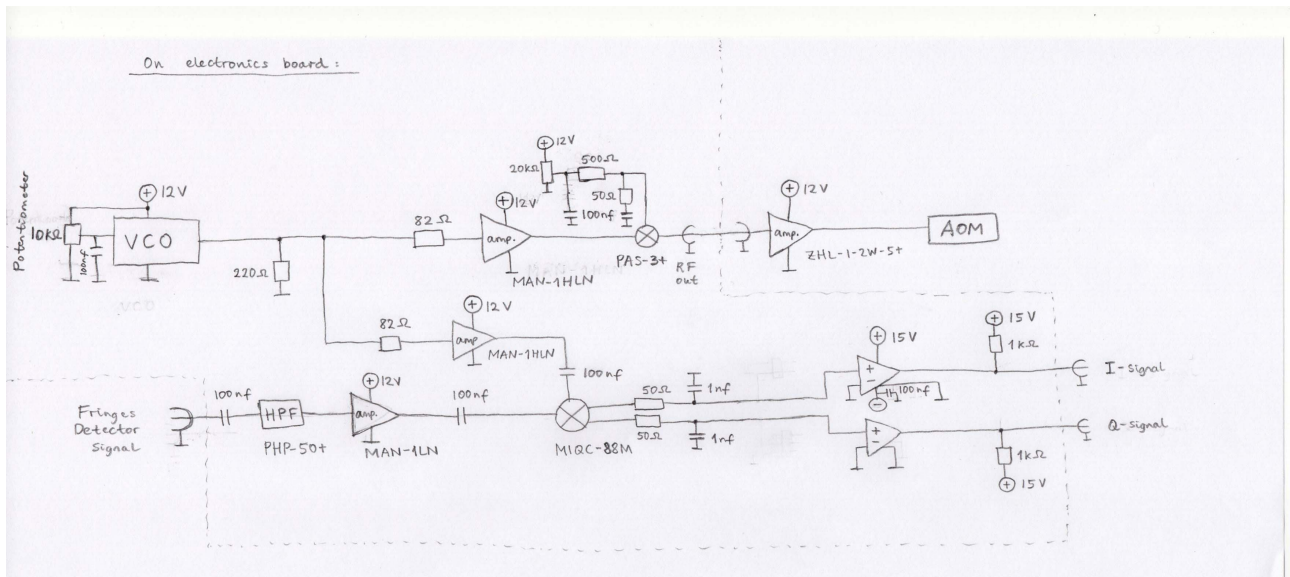 On electronics board:
12V
20kΩ
500Ω
50Ω
100nf
12V
Potentiometer
10kΩ
100nf
VCO
12V
220Ω
82Ω
amp.
12V
MAN-1HLN
PAS-3+
RF
out
amp.
12V
ZHL-1-2W-5+
AOM
82Ω
amp
12V
MAN-1HLN
100nf
15V
15V
1kΩ
I-signal
Fringes
Detector
Signal
100nf
HPF
PHP-50+
12V
amp.
MAN-1LN
100nf
MIQC-88M
50Ω
1nf
50Ω
1nf
100nf
Q-signal
1kΩ
15V